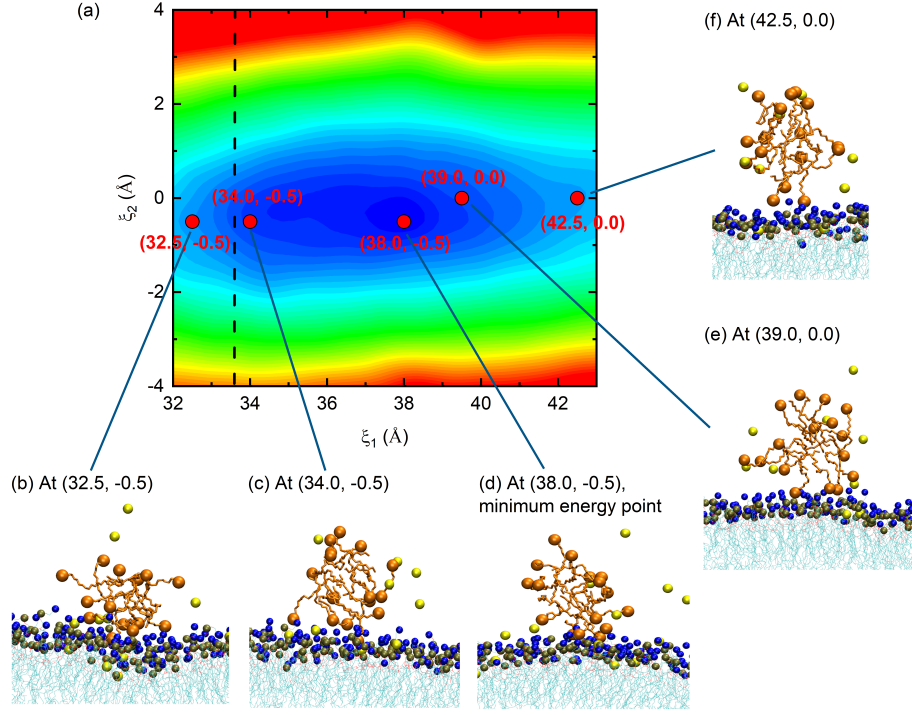 (a)
4
2
0
-2
-4
ξ2 (Å)
32
34
36
38
40
42
ξ1 (Å)
(39.0, 0.0)
(34.0, -0.5)
(42.5, 0.0)
(32.5, -0.5)
(38.0, -0.5)
(f) At (42.5, 0.0)
(e) At (39.0, 0.0)
(b) At (32.5, -0.5)
(c) At (34.0, -0.5)
(d) At (38.0, -0.5),
minimum energy point